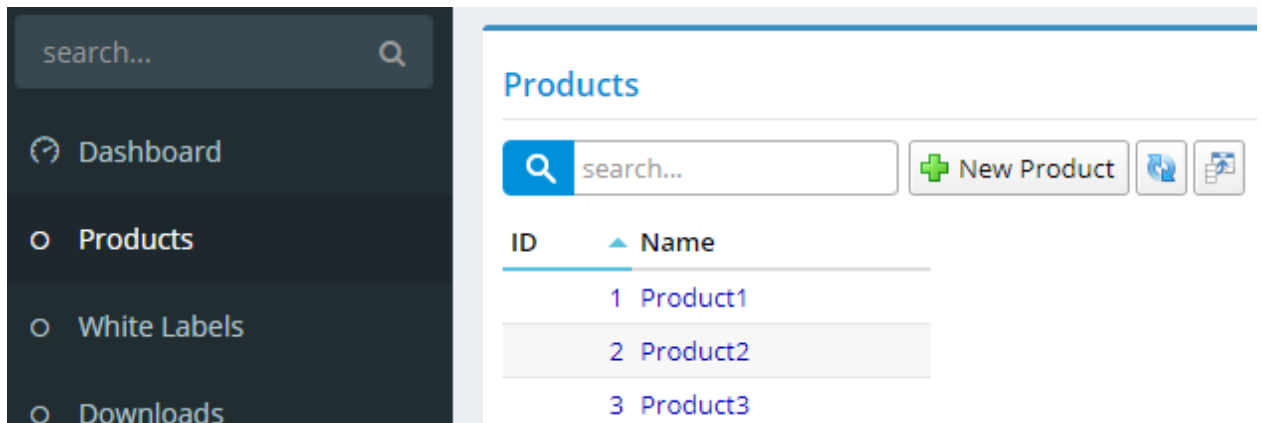 search...
Dashboard
Products
White Labels
Downloads
Products
search...
New Product
ID Name
1 Product1
2 Product2
3 Product3